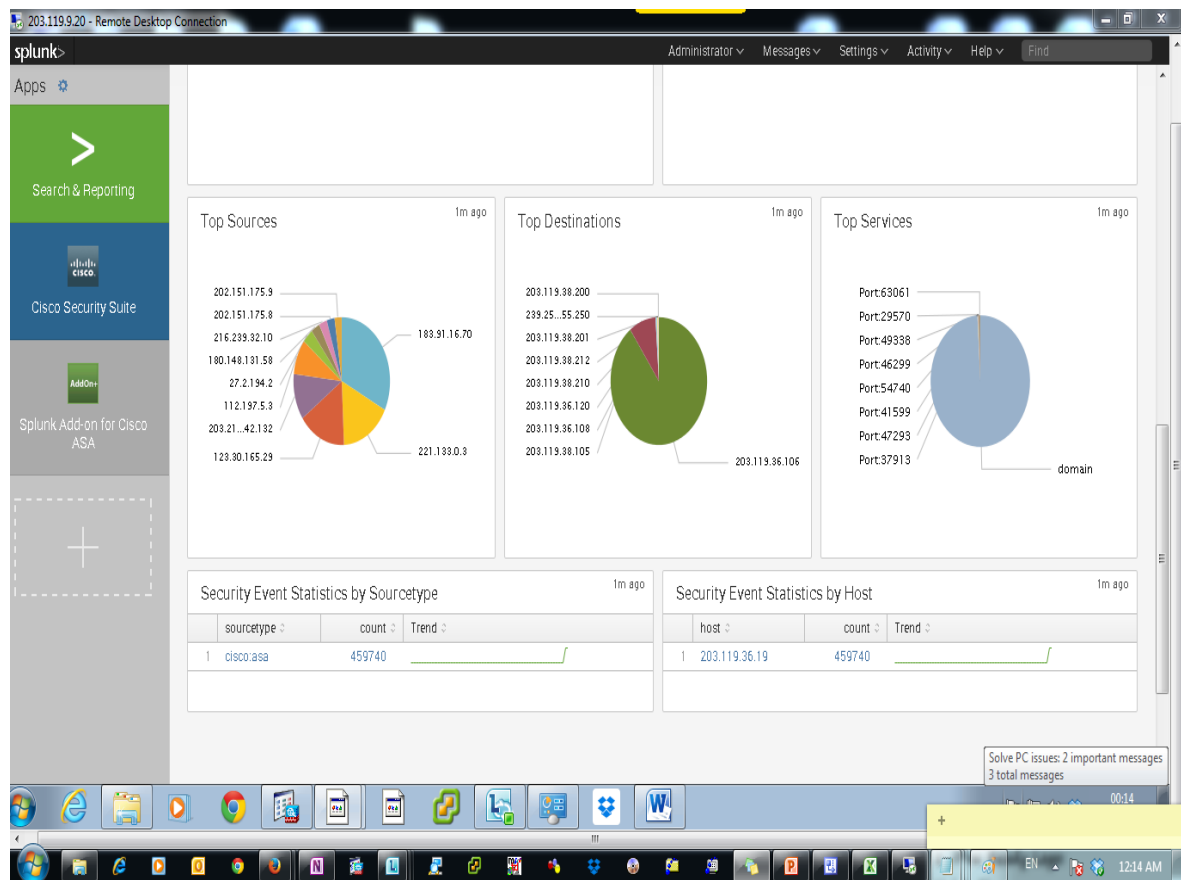 203.119.9.20 - Remote Desktop Connection
splunk> Administrator Messages Settings Activity Help Find
Apps
Search & Reporting
cisco
Cisco Security Suite
AddOn+
Splunk Add-on for Cisco
ASA
Top Sources 1m ago
202.151.175.9
202.151.175.8
216.239.32.10
180.148.131.58
27.2.194.2
112.197.5.3
203.21...42.132
123.30.165.29
183.91.16.70
221.133.0.3
Top Destinations 1m ago
203.119.38.200
239.25...55.250
203.119.38.201
203.119.38.212
203.119.38.210
203.119.36.120
203.119.36.108
203.119.38.105
203.119.36.106
Top Services 1m ago
Port:63061
Port:29570
Port:49338
Port:46299
Port:54740
Port:41599
Port:47293
Port:37913
domain
Security Event Statistics by Sourcetype 1m ago
sourcetype count Trend
1 cisco:asa 459740
Security Event Statistics by Host 1m ago
host count Trend
1 203.119.36.19 459740
Solve PC issues: 2 important messages
3 total messages
00:14
EN 12:14 AM